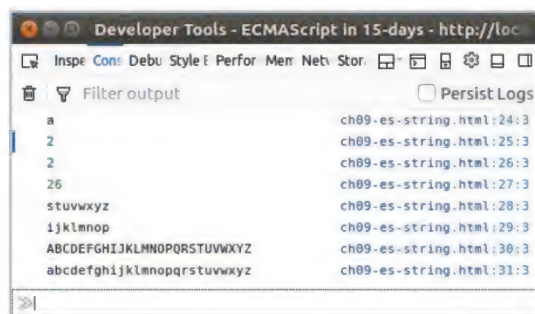 Developer Tools - ECMAScript in 15-days - http://loc
Inspe Cons Debu Style E Perfor Mem Netv Stor
Filter output Persist Logs
a ch09-es-string.html:24:3
2 ch09-es-string.html:25:3
2 ch09-es-string.html:26:3
26 ch09-es-string.html:27:3
stuvwxyz ch09-es-string.html:28:3
ijklmnop ch09-es-string.html:29:3
ABCDEFGHIJKLMNOPQRSTUVWXYZ ch09-es-string.html:30:3
abcdefghijklmnopqrstuvwxyz ch09-es-string.html:31:3